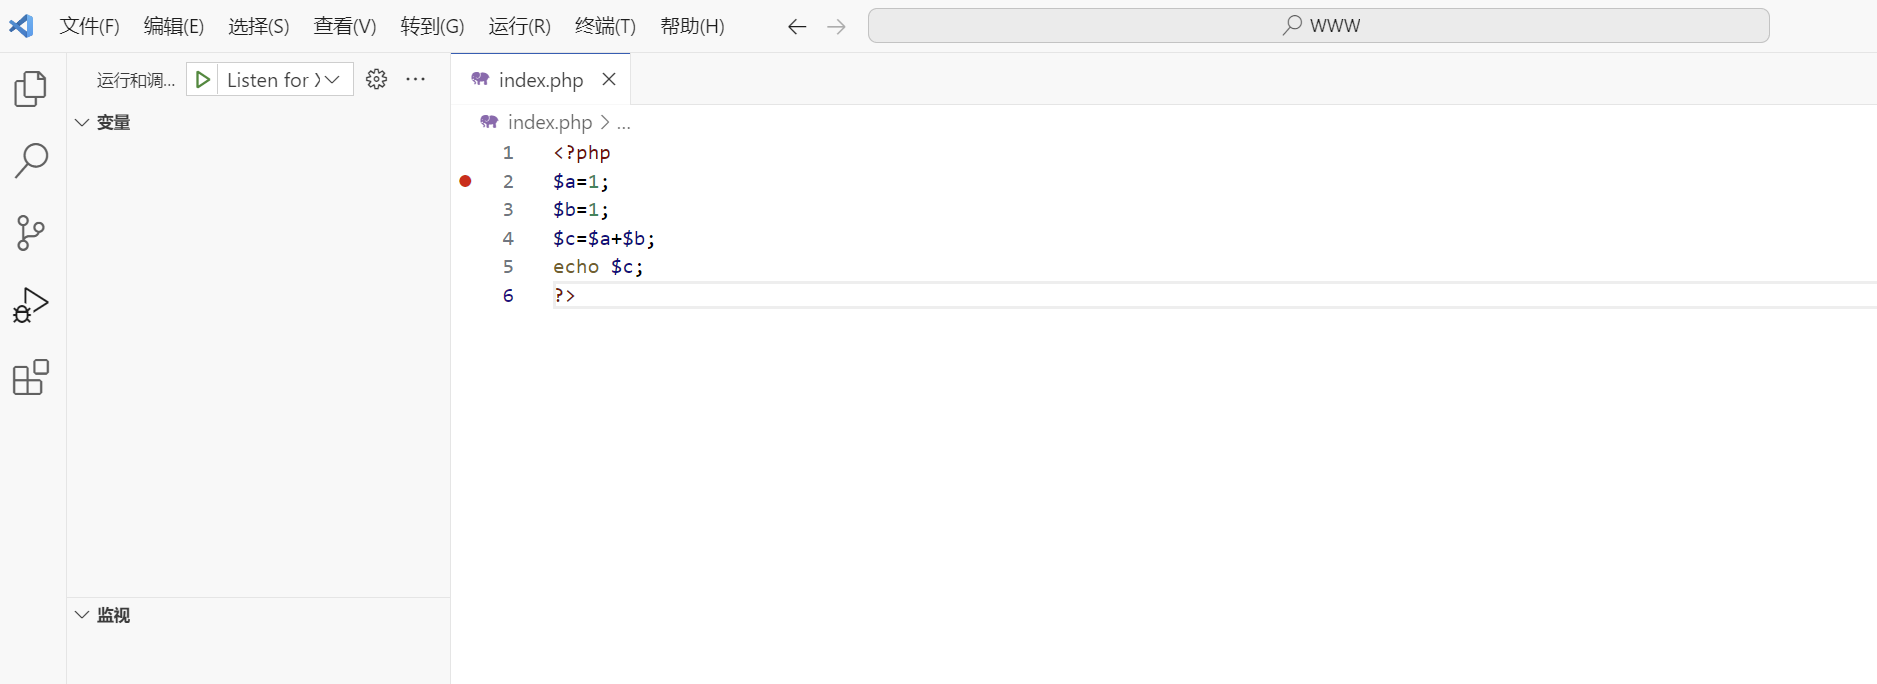 文件(F) 编辑(E) 选择(S) 查看(V) 转到(G) 运行(R) 终端(T) 帮助(H) WWW
运行和调... Listen for index.php
变量
index.php > ...
1 <?php
2 $a=1;
3 $b=1;
4 $c=$a+$b;
5 echo $c;
6 ?>
监视